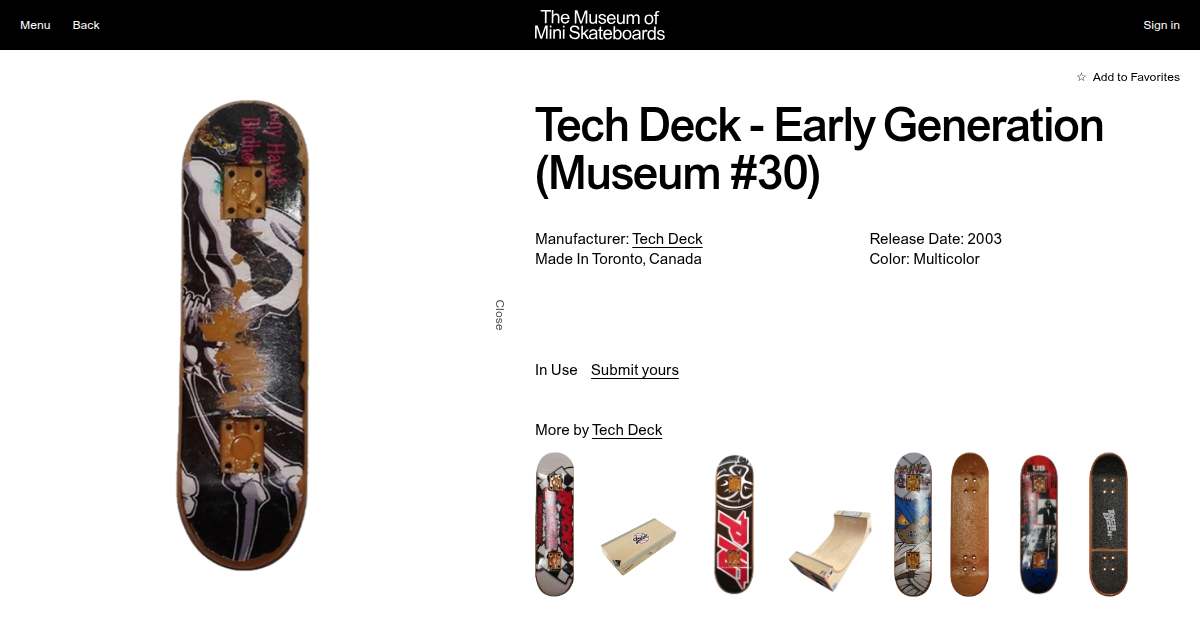 Menu
Back
The Museum of
Mini Skateboards
Sign in
☆ Add to Favorites
Tech Deck - Early Generation
(Museum #30)
Manufacturer: Tech Deck
Made In Toronto, Canada
Release Date: 2003
Color: Multicolor
Close
In Use
Submit yours
More by Tech Deck
Hawk